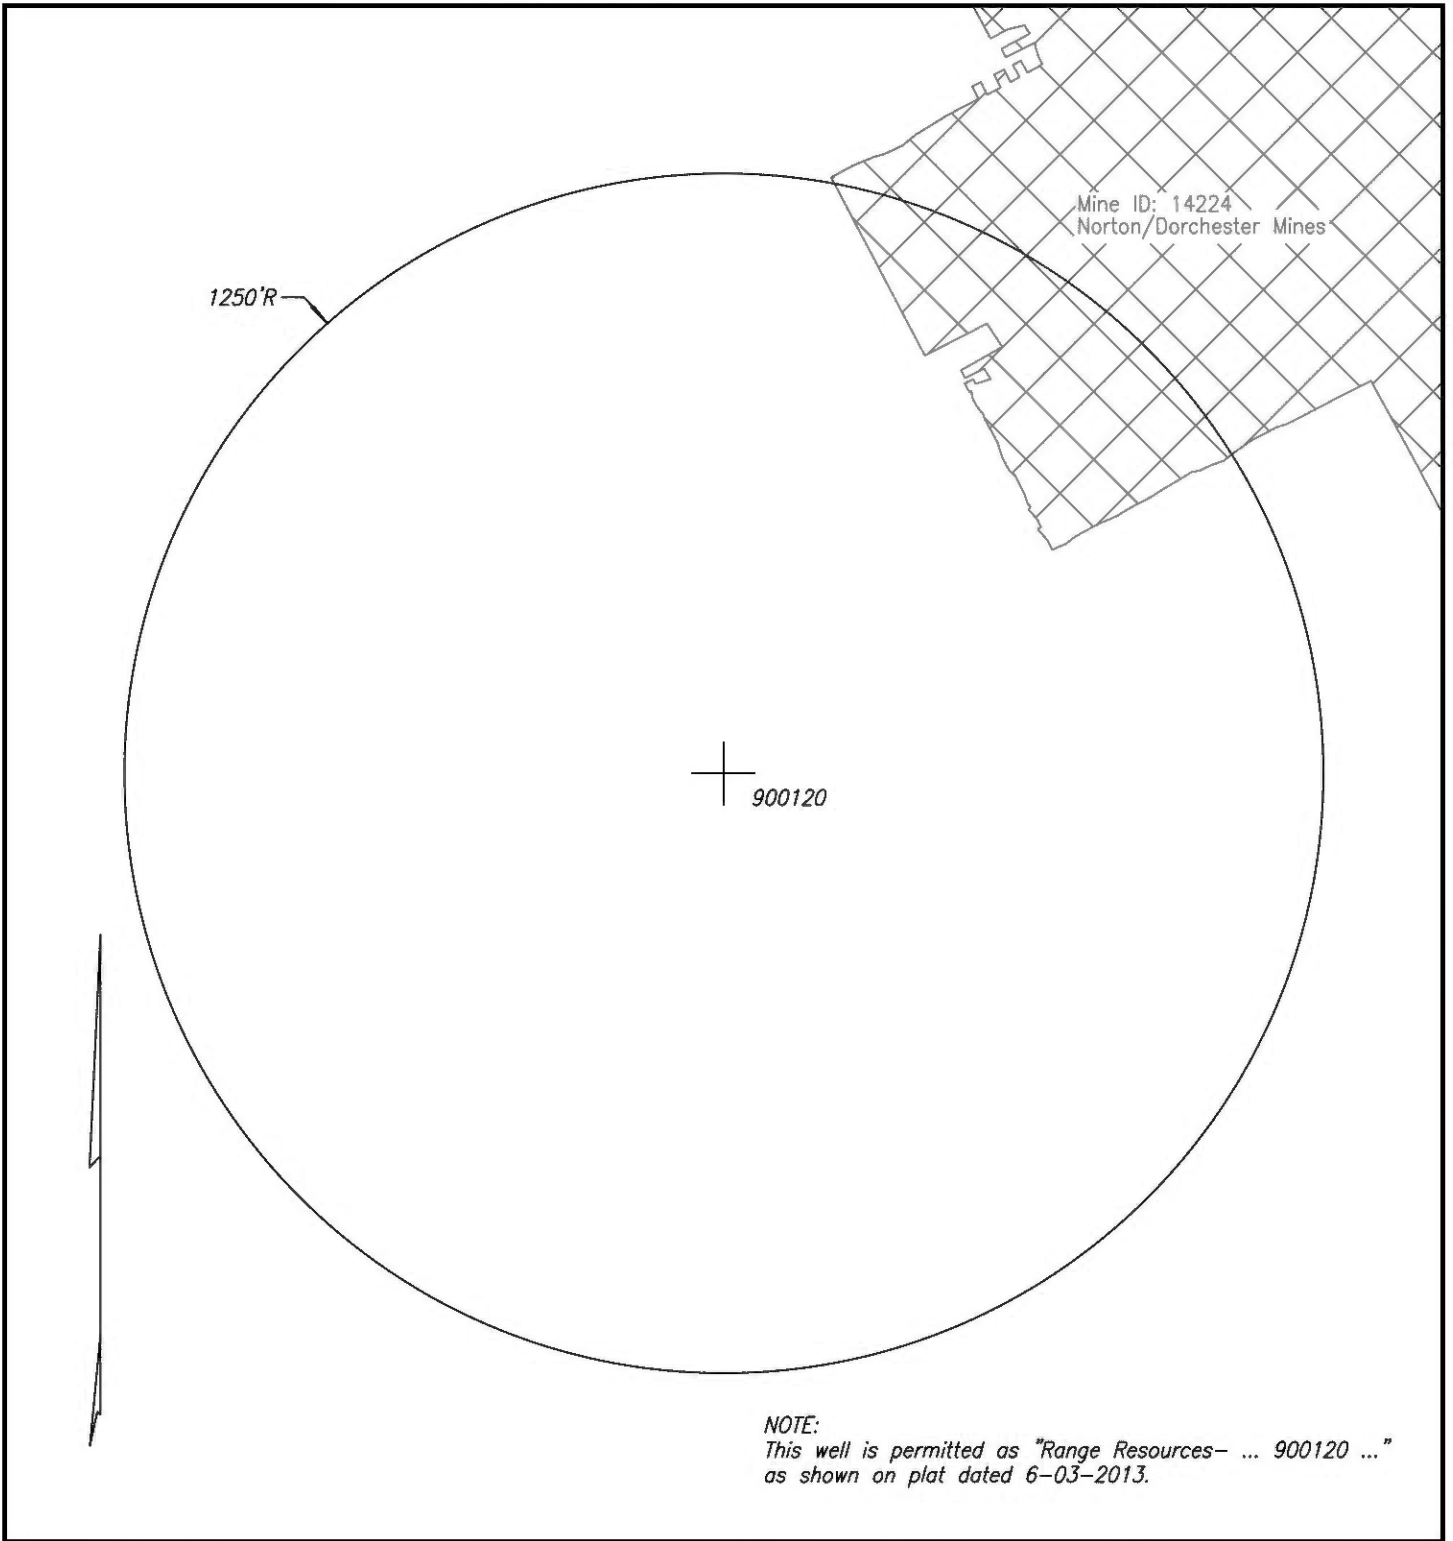 Mine ID: 14224
Norton/Dorchester Mines
1250'R
900120
NOTE:
This well is permitted as "Range Resources- ... 900120 ..."
as shown on plat dated 6-03-2013.